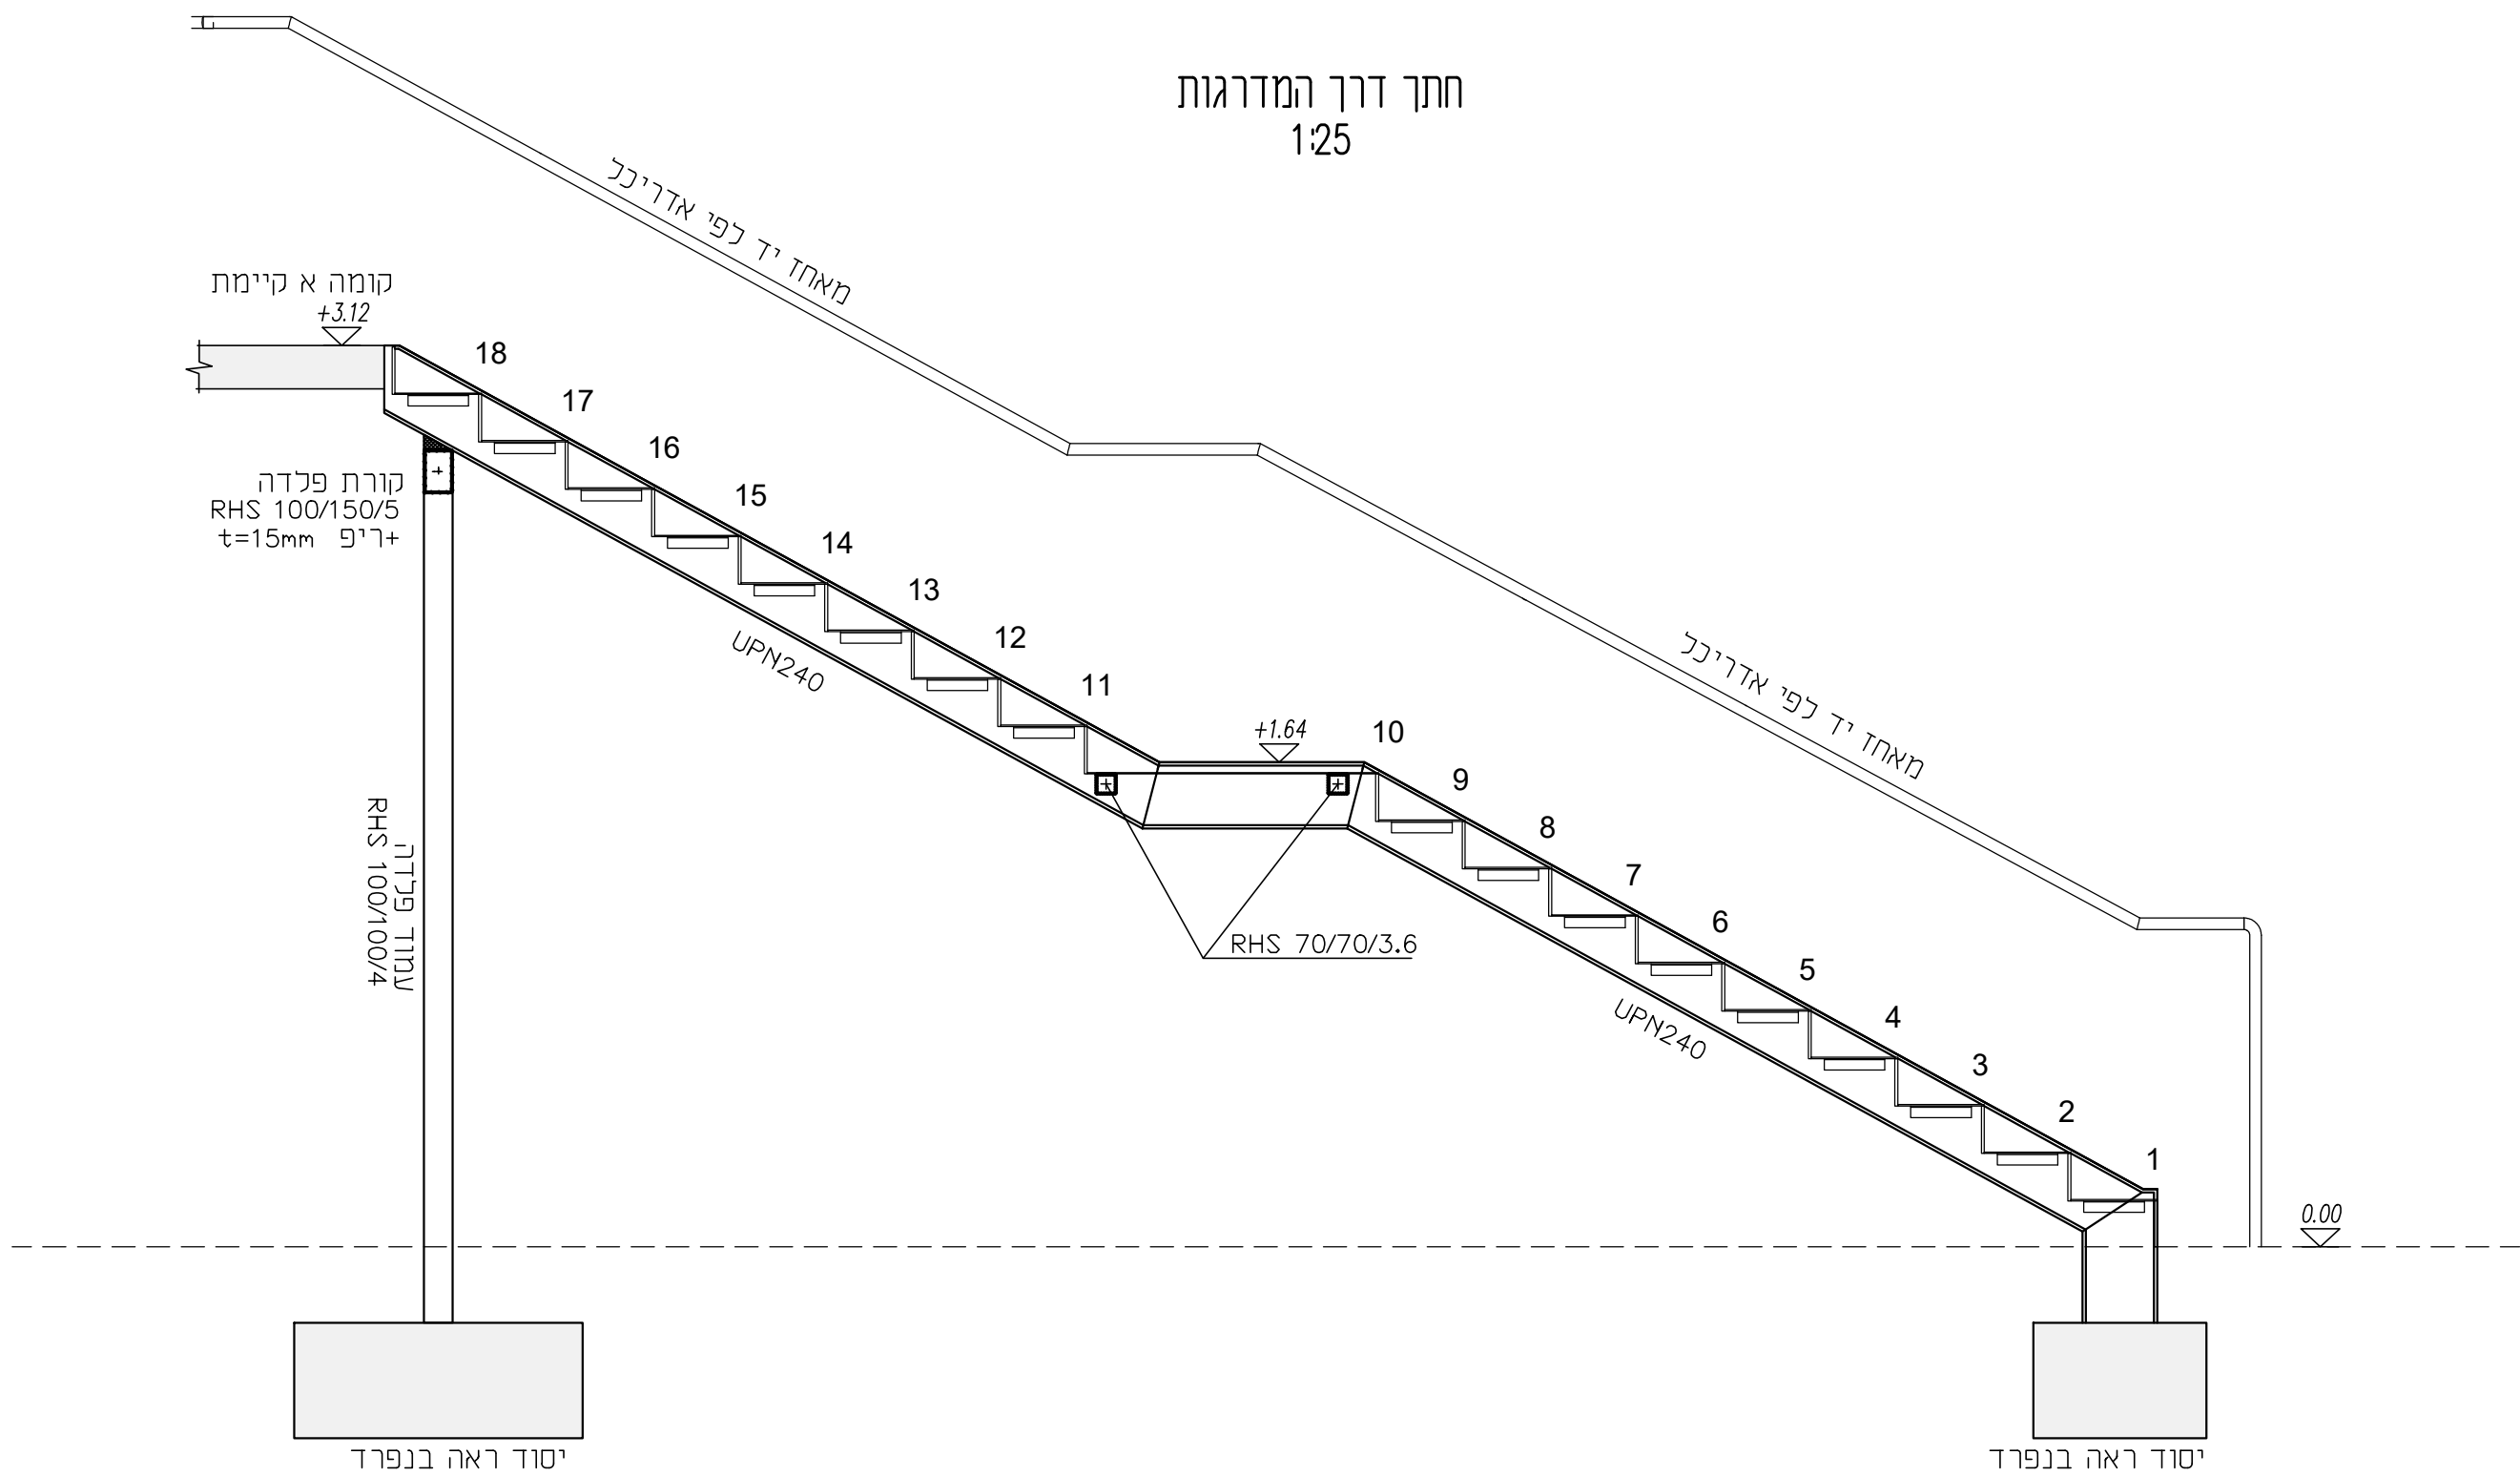 חתך דרך המדרגות
1:25
מאחז יד לפי אדריכל
קומה א קיימת
+3.12
18
17
16
15
14
13
12
11
10
9
8
7
6
5
4
3
2
1
קורת פלדה
RHS 100/150/5
+ריפ t=15mm
UPN240
+1.64
מאחז יד לפי אדריכל
עמוד פלדה
RHS 100/100/4
RHS 70/70/3.6
UPN240
0.00
יסוד ראה בנפרד
יסוד ראה בנפרד